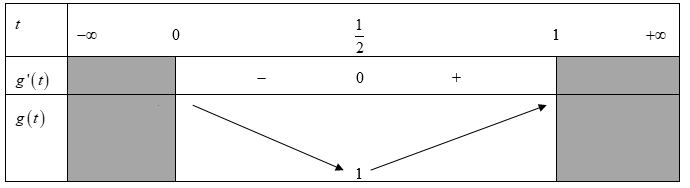 t −∞ 0 1/2 1 +∞
g'(t) − 0 +
g(t) 1